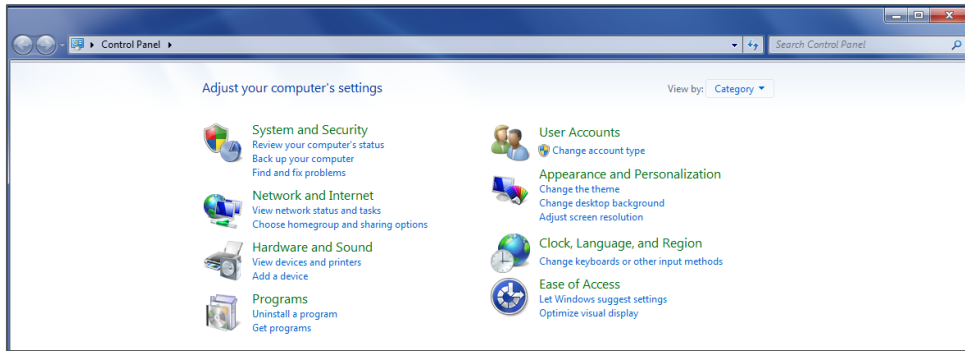 Control Panel
Search Control Panel
Adjust your computer's settings
View by: Category
System and Security
Review your computer's status
Back up your computer
Find and fix problems
Network and Internet
View network status and tasks
Choose homegroup and sharing options
Hardware and Sound
View devices and printers
Add a device
Programs
Uninstall a program
Get programs
User Accounts
Change account type
Appearance and Personalization
Change the theme
Change desktop background
Adjust screen resolution
Clock, Language, and Region
Change keyboards or other input methods
Ease of Access
Let Windows suggest settings
Optimize visual display